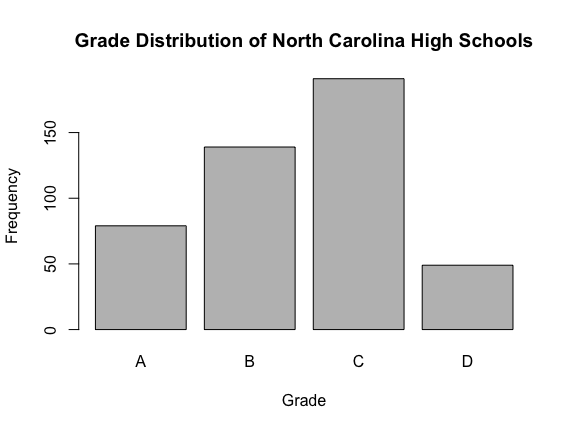 Grade Distribution of North Carolina High Schools
Frequency
150
100
50
0
A B C D
Grade